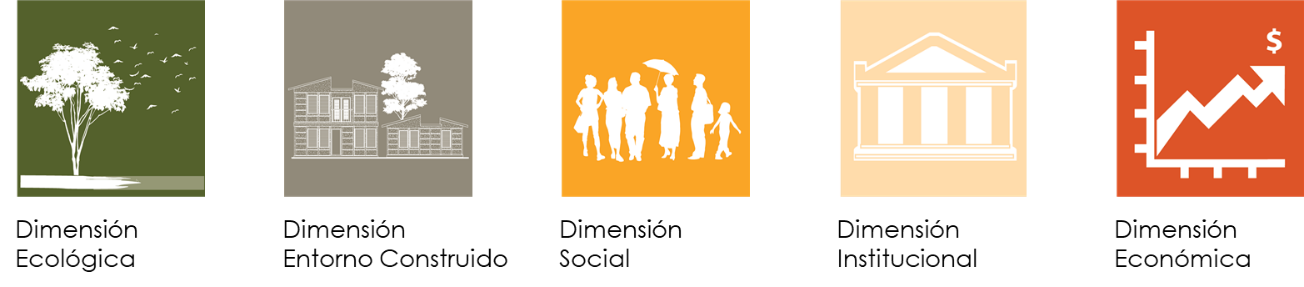 $
Dimensión
Ecológica
Dimensión
Entorno Construido
Dimensión
Social
Dimensión
Institucional
Dimensión
Económica